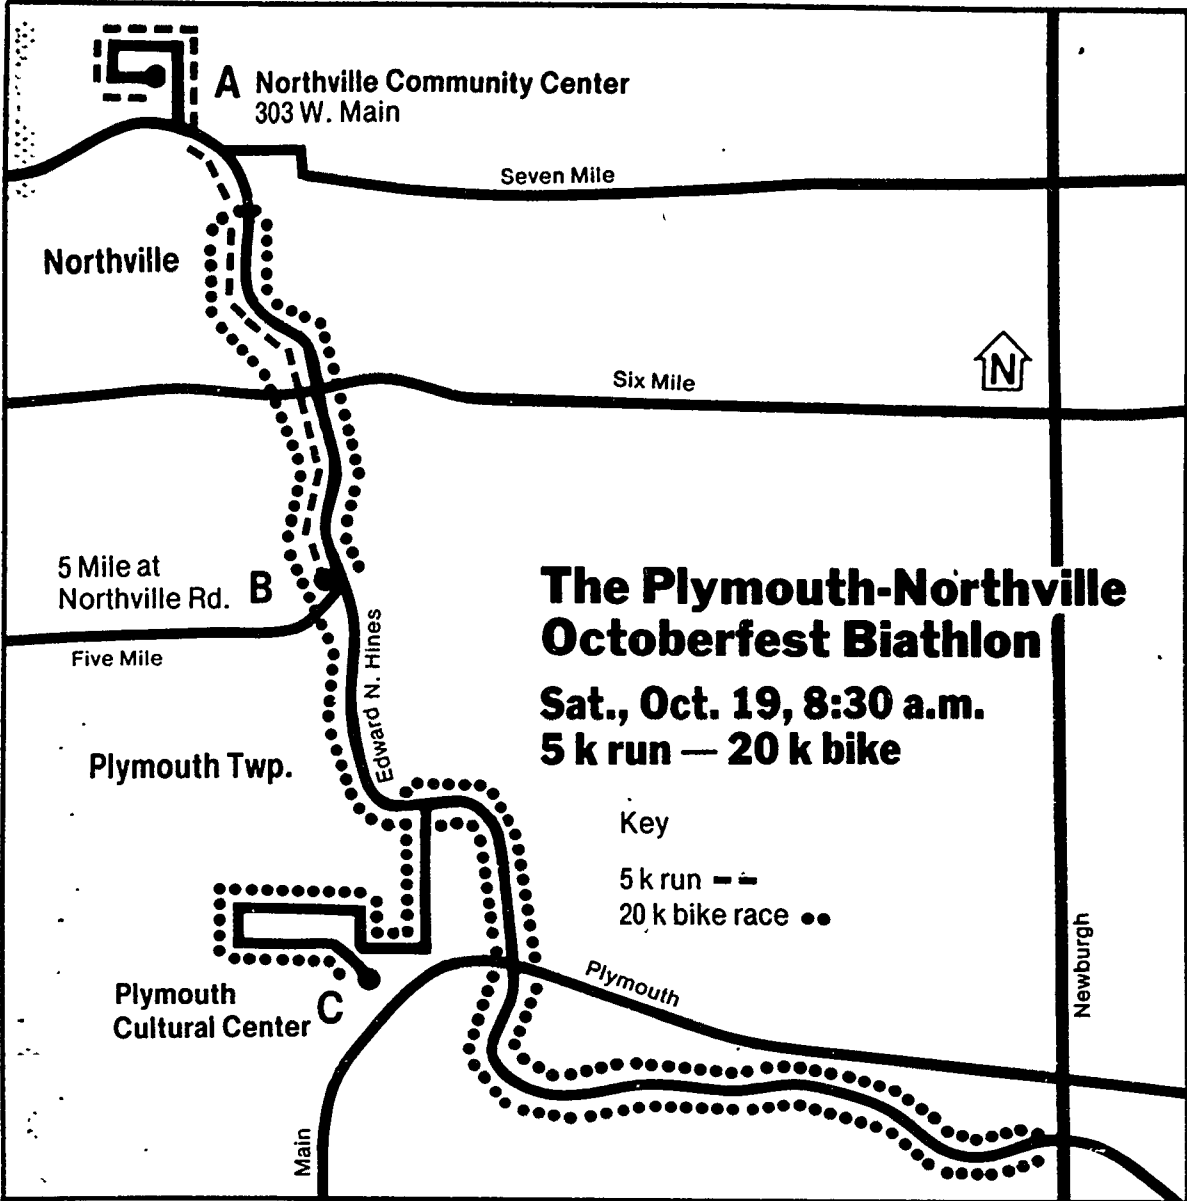 A Northville Community Center
303 W. Main
Seven Mile
Northville
N
Six Mile
5 Mile at
Northville Rd. B
Five Mile
Edward N. Hines
The Plymouth-Northville
Octoberfest Biathlon
Sat., Oct. 19, 8:30 a.m.
5 k run — 20 k bike
Plymouth Twp.
Key
5 k run
20 k bike race
Newburgh
Plymouth
Plymouth
Cultural Center C
Main